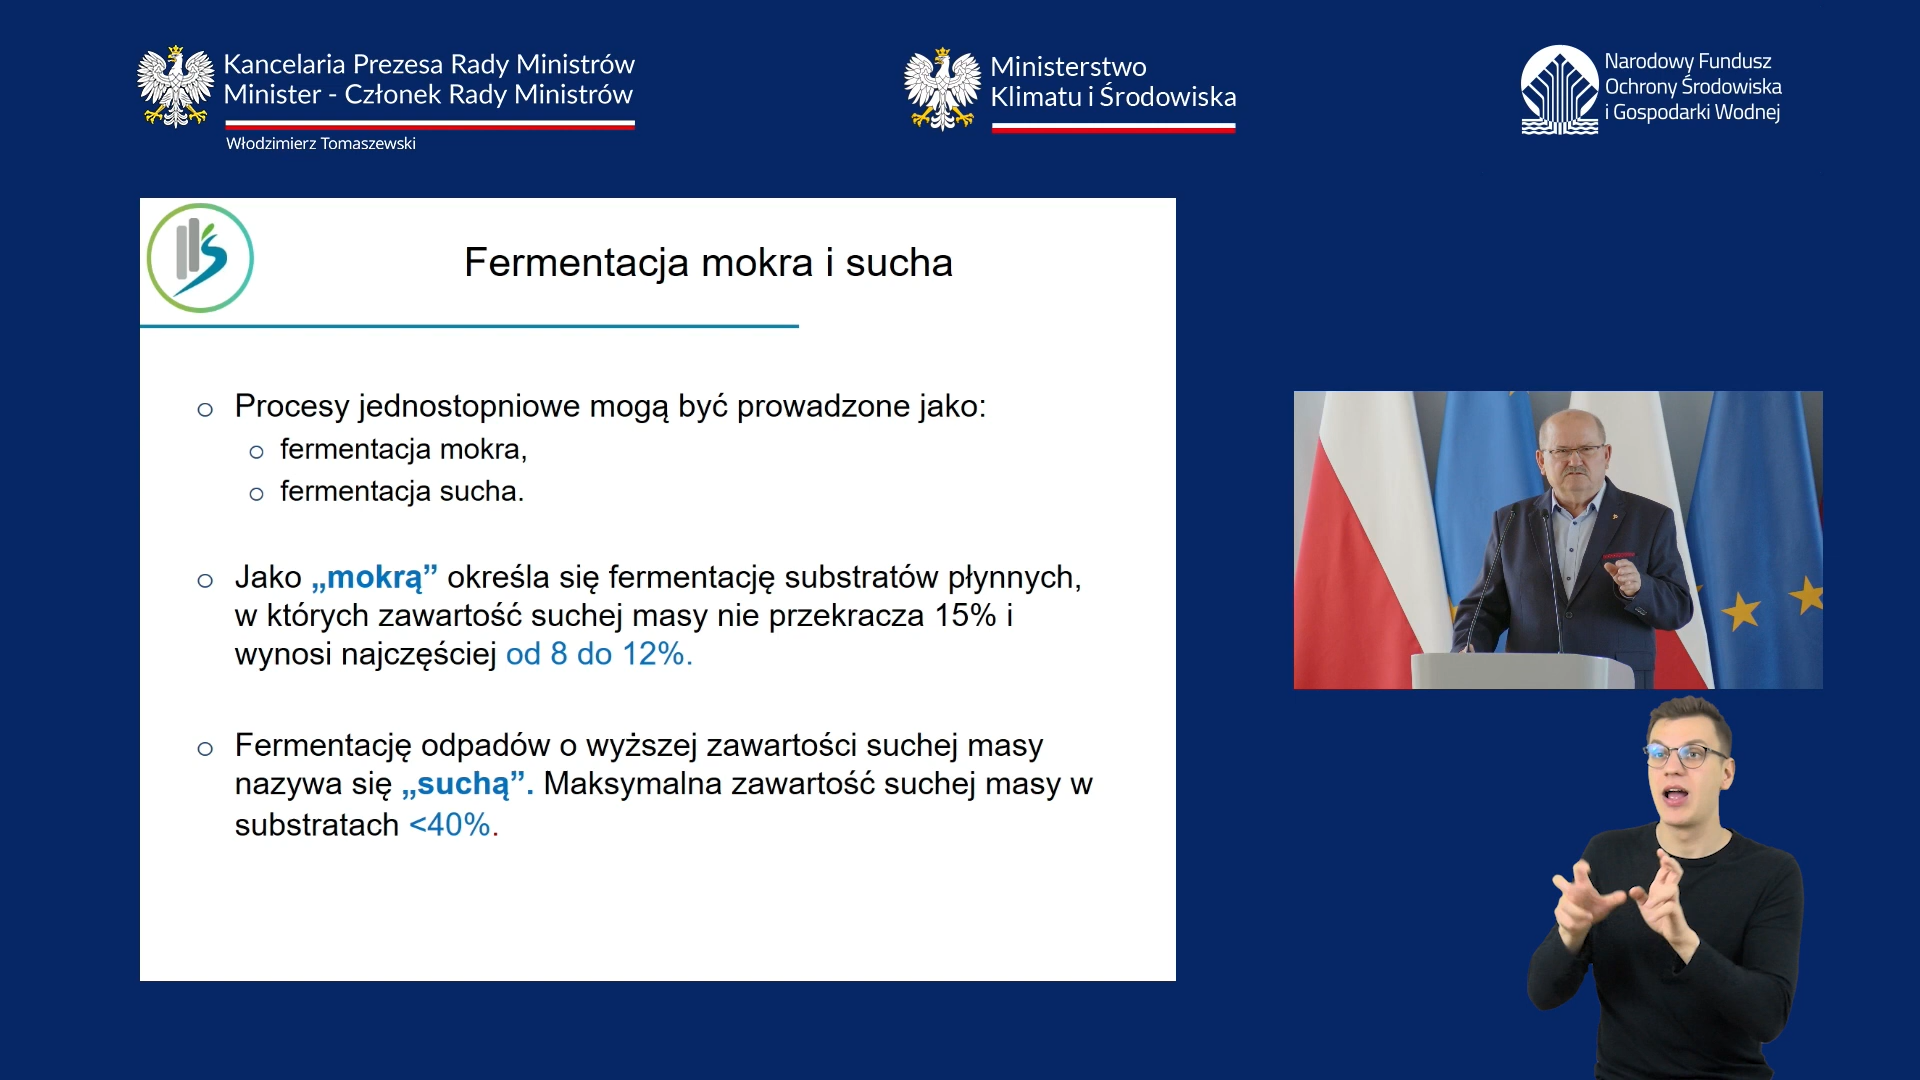 Kancelaria Prezesa Rady Ministrów
Minister - Członek Rady Ministrów
Włodzimierz Tomaszewski
Ministerstwo
Klimatu i Środowiska
Narodowy Fundusz
Ochrony Środowiska
i Gospodarki Wodnej
Fermentacja mokra i sucha
Procesy jednostopniowe mogą być prowadzone jako:
fermentacja mokra,
fermentacja sucha.
Jako „mokrą” określa się fermentację substratów płynnych,
w których zawartość suchej masy nie przekracza 15% i
wynosi najczęściej od 8 do 12%.
Fermentację odpadów o wyższej zawartości suchej masy
nazywa się „suchą”. Maksymalna zawartość suchej masy w
substratach <40%.